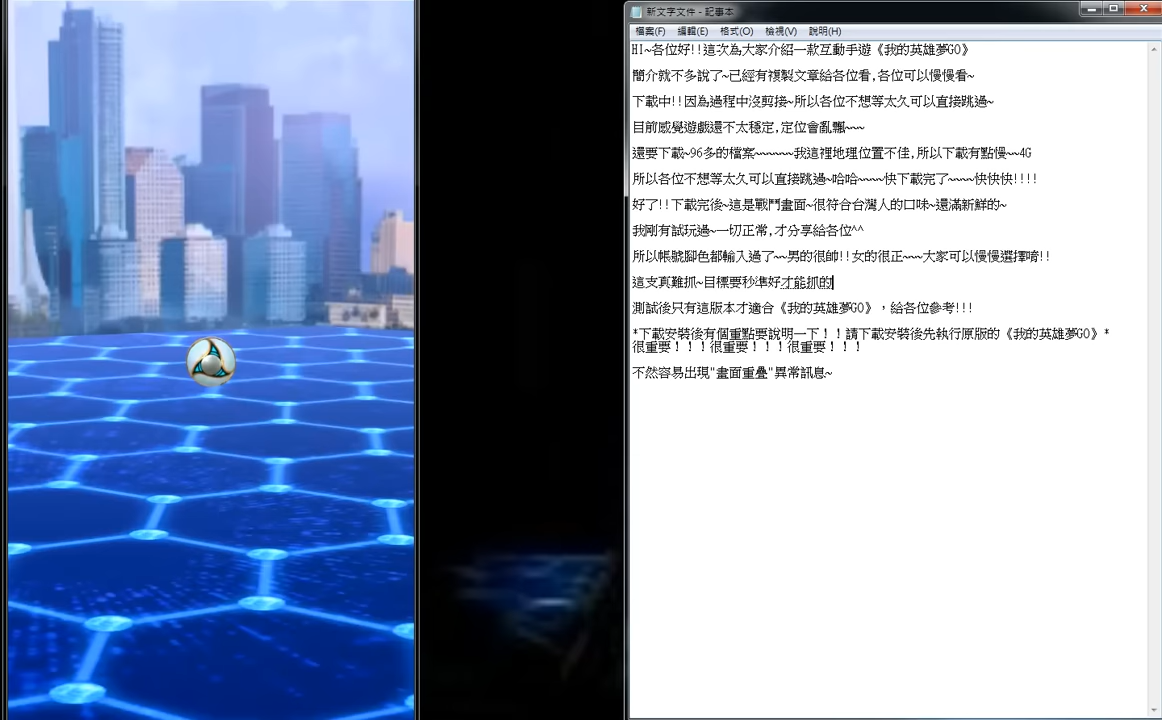 新文字文件 - 記事本
檔案(F) 編輯(E) 格式(O) 檢視(V) 說明(H)
HI~各位好!!這次為大家介紹一款互動手遊《我的英雄夢GO》
簡介就不多說了~已經有複製文章給各位看,各位可以慢慢看~
下載中!!因為過程中沒剪接~所以各位不想等太久可以直接跳過~
目前感覺遊戲還不太穩定,定位會亂飄~~~
還要下載~96多的檔案~~~~~~我這裡地理位置不佳,所以下載有點慢~~4G
所以各位不想等太久可以直接跳過~哈哈~~~~快下載完了~~~~快快快!!!!
好了!!下載完後~這是戰鬥畫面~很符合台灣人的口味~還滿新鮮的~
我剛有試玩過~一切正常,才分享給各位^^
所以帳號腳色都輸入過了~~男的很帥!!女的很正~~~大家可以慢慢選擇唷!!
這支真難抓~目標要秒準好才能抓的
測試後只有這版本才適合《我的英雄夢GO》，給各位參考!!!
*下載安裝後有個重點要說明一下！！請下載安裝後先執行原版的《我的英雄夢GO》*
很重要！！！很重要！！！很重要！！！
不然容易出現"畫面重疊"異常訊息~